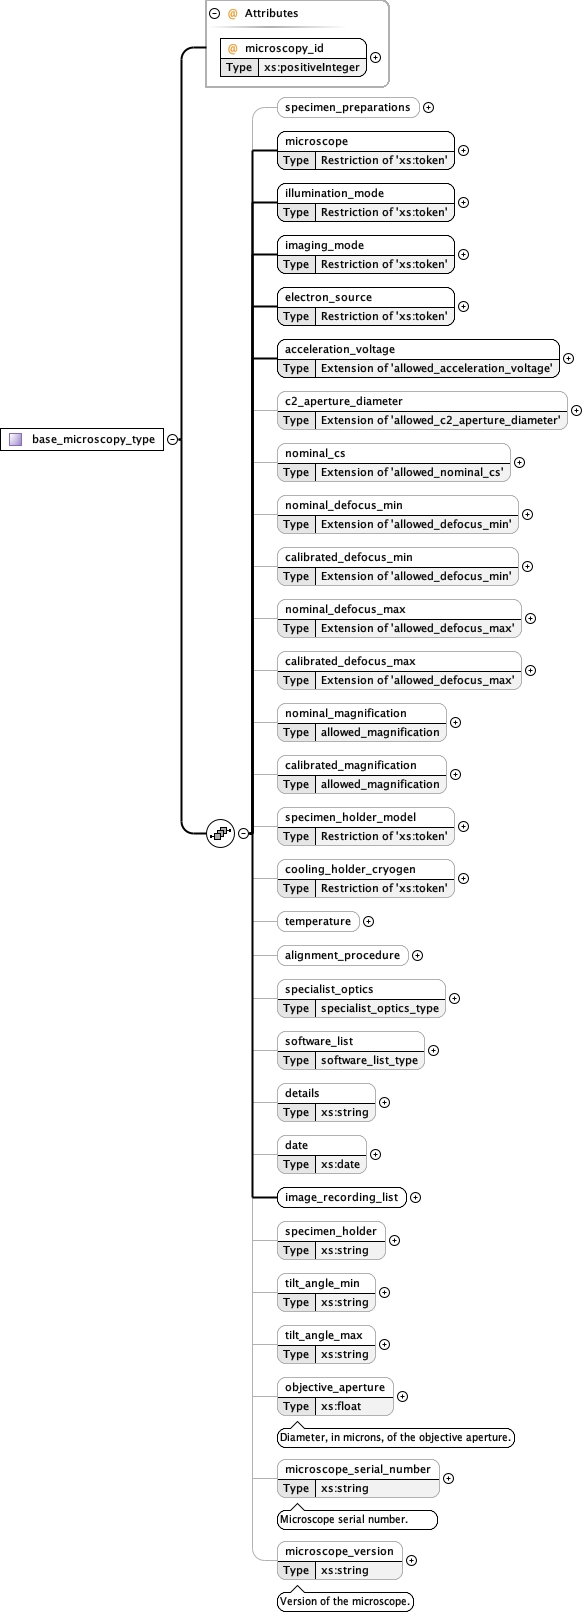 @ Attributes
@ microscopy_id
Type xs:positiveInteger
specimen_preparations
microscope
Type Restriction of 'xs:token'
illumination_mode
Type Restriction of 'xs:token'
imaging_mode
Type Restriction of 'xs:token'
electron_source
Type Restriction of 'xs:token'
acceleration_voltage
Type Extension of 'allowed_acceleration_voltage'
c2_aperture_diameter
Type Extension of 'allowed_c2_aperture_diameter'
base_microscopy_type
nominal_cs
Type Extension of 'allowed_nominal_cs'
nominal_defocus_min
Type Extension of 'allowed_defocus_min'
calibrated_defocus_min
Type Extension of 'allowed_defocus_min'
nominal_defocus_max
Type Extension of 'allowed_defocus_max'
calibrated_defocus_max
Type Extension of 'allowed_defocus_max'
nominal_magnification
Type allowed_magnification
calibrated_magnification
Type allowed_magnification
specimen_holder_model
Type Restriction of 'xs:token'
cooling_holder_cryogen
Type Restriction of 'xs:token'
temperature
alignment_procedure
specialist_optics
Type specialist_optics_type
software_list
Type software_list_type
details
Type xs:string
date
Type xs:date
image_recording_list
specimen_holder
Type xs:string
tilt_angle_min
Type xs:string
tilt_angle_max
Type xs:string
objective_aperture
Type xs:float
Diameter, in microns, of the objective aperture.
microscope_serial_number
Type xs:string
Microscope serial number.
microscope_version
Type xs:string
Version of the microscope.